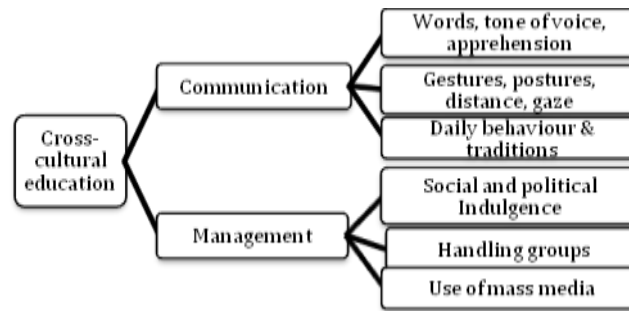 Words, tone of voice,
apprehension
Communication
Gestures, postures,
distance, gaze
Cross-
cultural
education
Daily behaviour &
traditions
Social and political
Indulgence
Management
Handling groups
Use of mass media